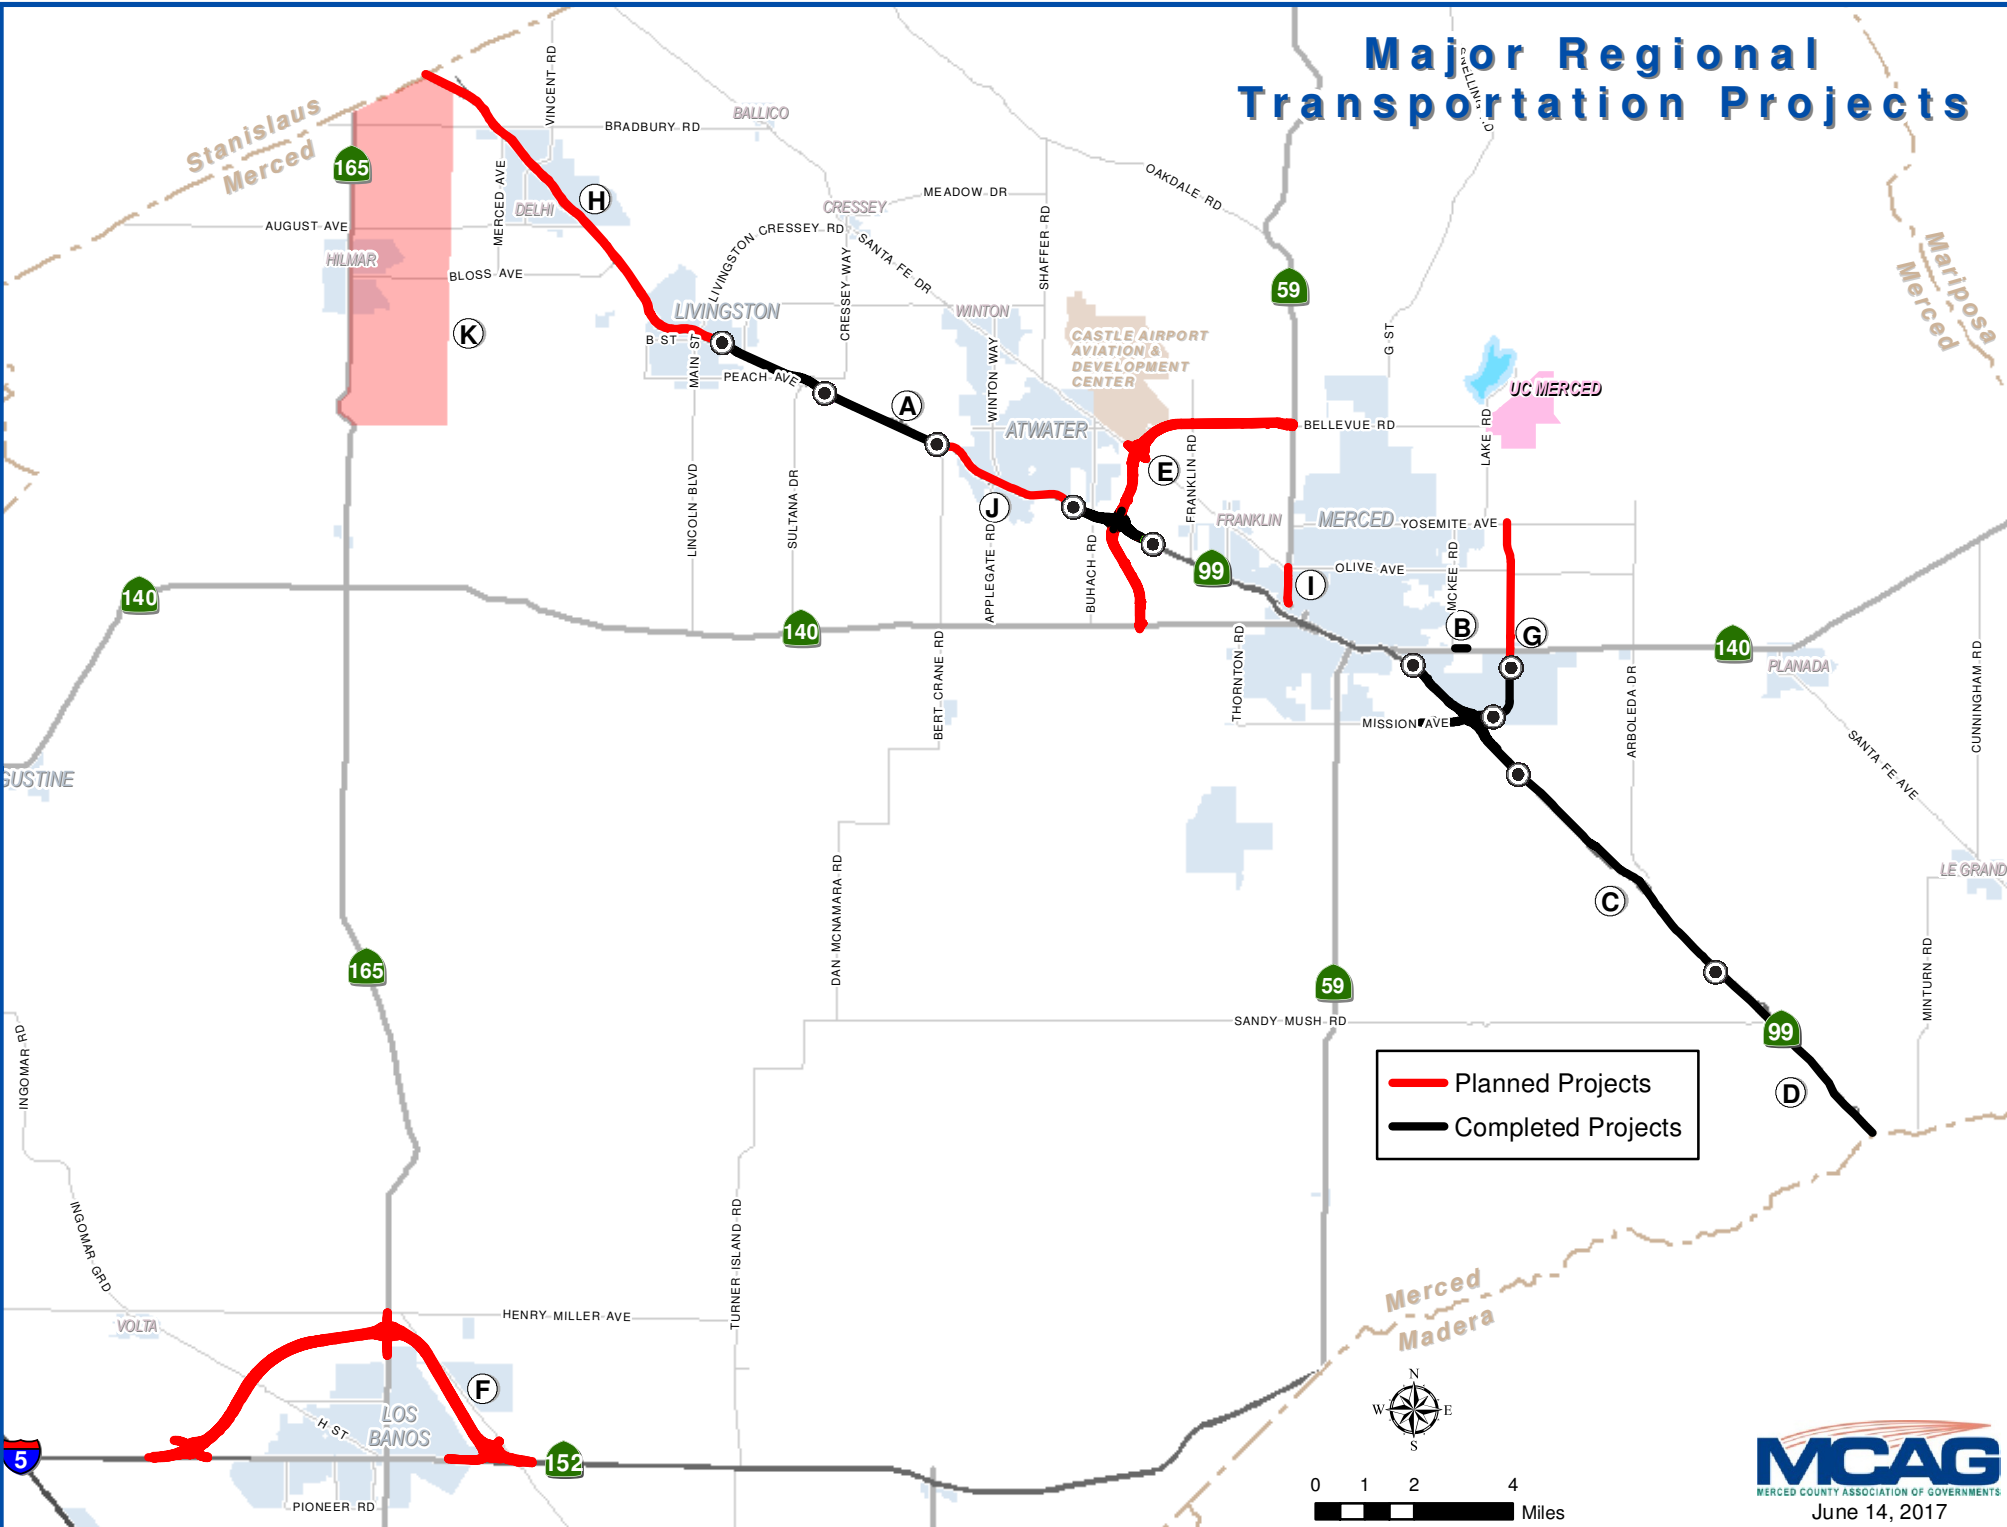 Major Regional
Transportation Projects
Stanislaus
Merced
VINCENT RD
BALLICO
BRADBURY RD
165
MERCED AVE
OAKDALE RD
MEADOW DR
H
DELHI
CRESSEY
AUGUST AVE
LIVINGSTON CRESSEY RD
SHAFFER RD
SANTA FE DR
CRESSEY WAY
HILMAR
BLOSS AVE
59
Mariposa
Merced
LIVINGSTON
WINTON
K
B ST
MAIN ST
PEACH AVE
WINTON WAY
CASTLE AIRPORT
AVIATION &
DEVELOPMENT
CENTER
G ST
UC MERCED
A
ATWATER
BELLEVUE RD
LAKE RD
FRANKLIN RD
E
LINCOLN BLVD
SULTANA DR
J
FRANKLIN
MERCED
YOSEMITE AVE
APPLEGATE RD
BUHACH RD
99
I
OLIVE AVE
MCKEE RD
140
140
B
G
140
PLANADA
BERT CRANE RD
THORNTON RD
ARBOLEDA DR
CUNNINGHAM RD
MISSION AVE
GUSTINE
SANTA FE AVE
DAN MCNAMARA RD
LE GRAND
C
165
59
MINTURN RD
SANDY MUSH RD
99
INGOMAR RD
D
Planned Projects
Completed Projects
INGOMAR GRD
TURNER ISLAND RD
HENRY MILLER AVE
VOLTA
Merced
Madera
F
LOS
BANOS
H ST
N
W E
S
5
152
PIONEER RD
0 1 2 4
Miles
MCAG
MERCED COUNTY ASSOCIATION OF GOVERNMENTS
June 14, 2017